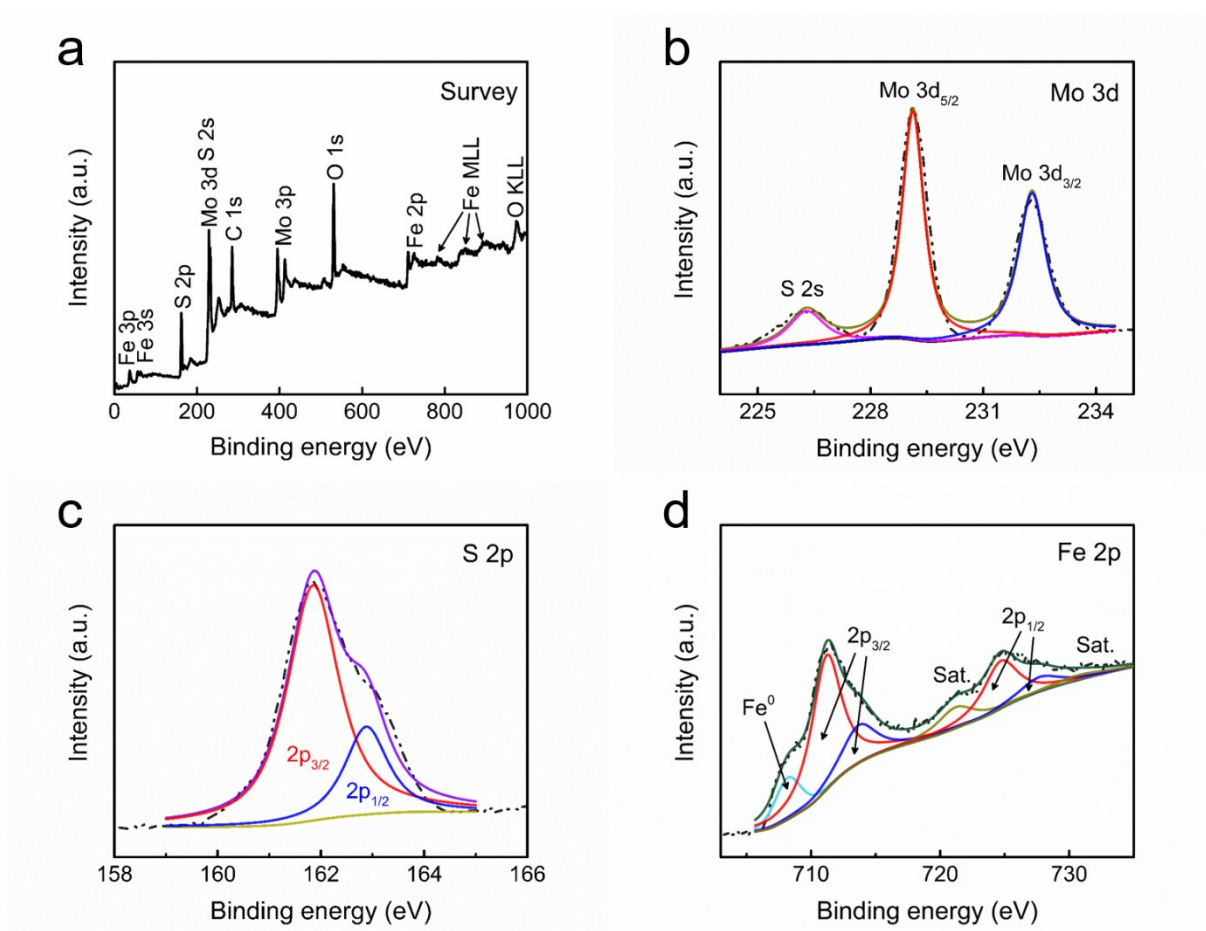 a
Survey
Fe 3p
Fe 3s
S 2p
Mo 3d S 2s
C 1s
Mo 3p
O 1s
Fe 2p
Fe MLL
O KLL
Intensity (a.u.)
0 200 400 600 800 1000
Binding energy (eV)
b
Mo 3d
S 2s
Mo 3d5/2
Mo 3d3/2
Intensity (a.u.)
225 228 231 234
Binding energy (eV)
c
S 2p
2p3/2
2p1/2
Intensity (a.u.)
158 160 162 164 166
Binding energy (eV)
d
Fe 2p
Fe0
2p3/2
Sat.
2p1/2
Sat.
Intensity (a.u.)
710 720 730
Binding energy (eV)